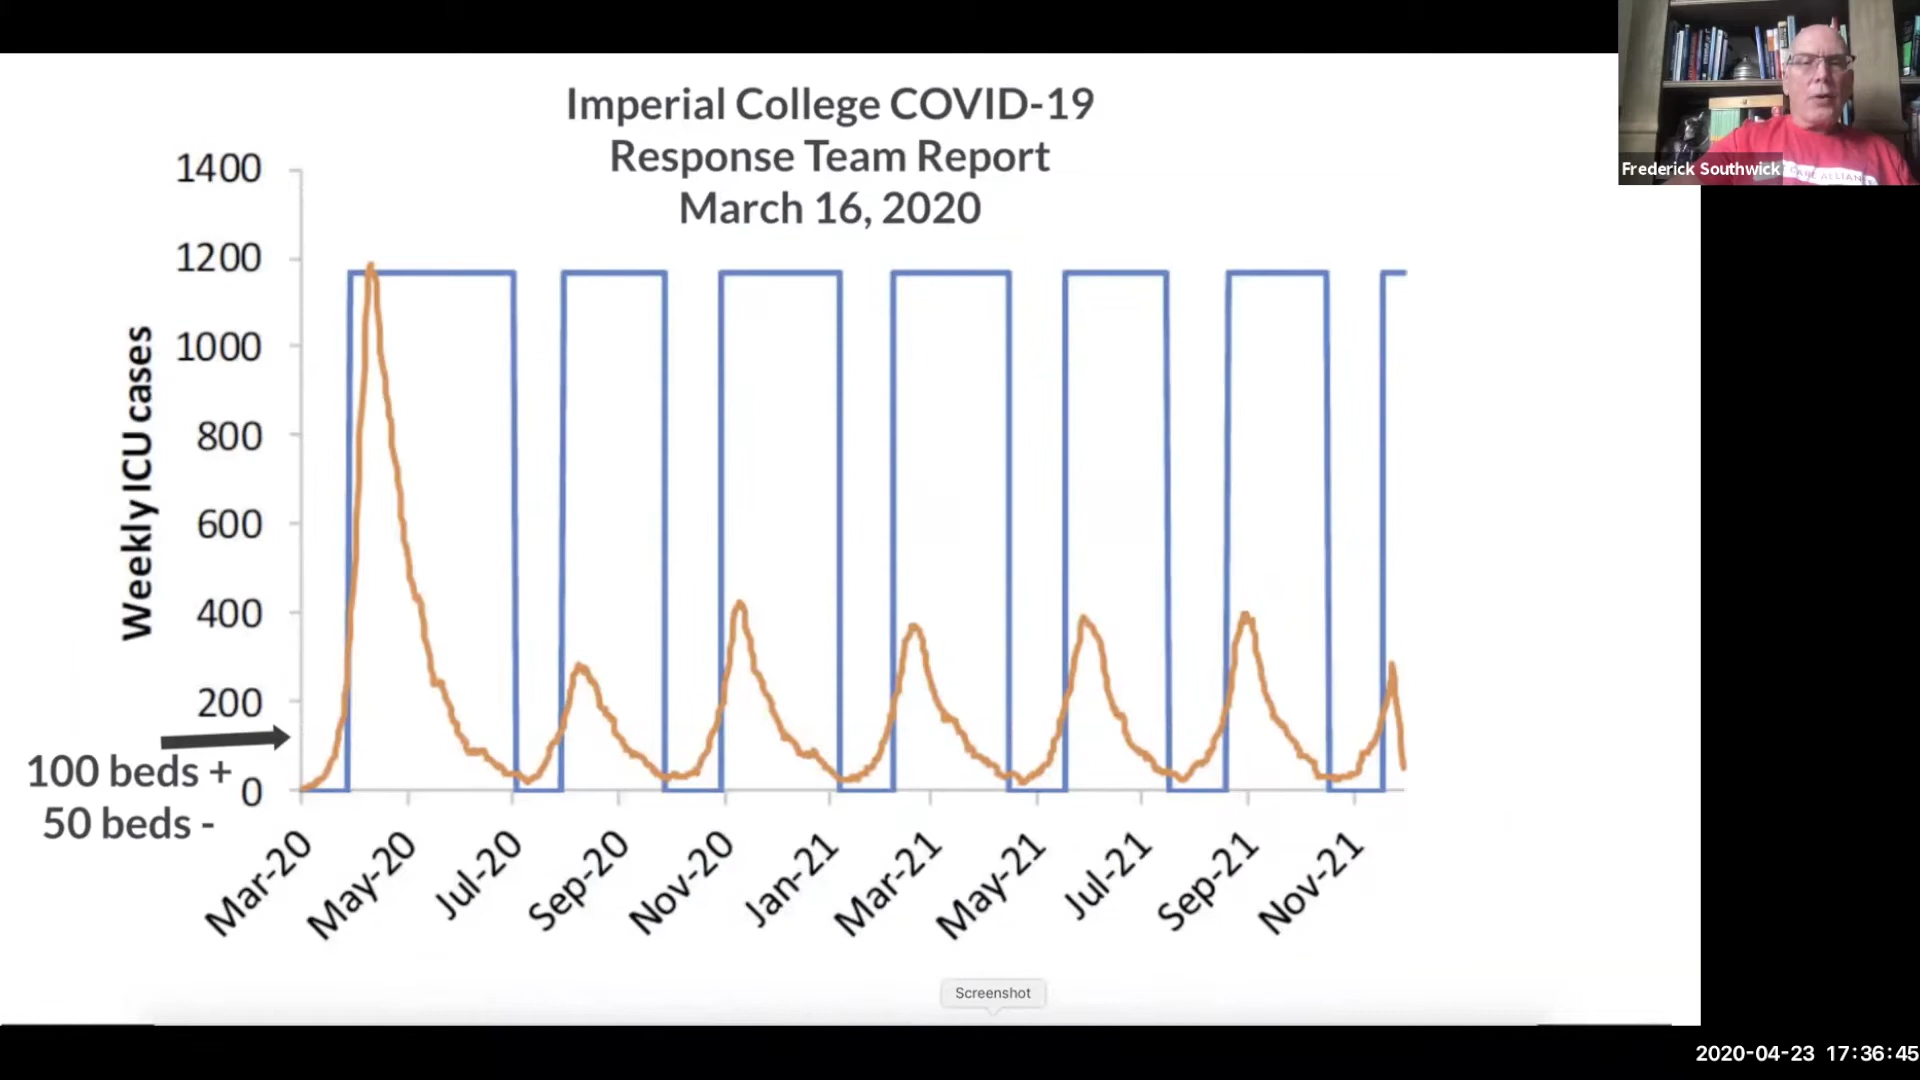 Imperial College COVID-19
Response Team Report
March 16, 2020
Frederick Southwick
1400
1200
1000
800
600
400
200
0
Weekly ICU cases
100 beds +
50 beds -
Mar-20
May-20
Jul-20
Sep-20
Nov-20
Jan-21
Mar-21
May-21
Jul-21
Sep-21
Nov-21
Screenshot
2020-04-23 17:36:45